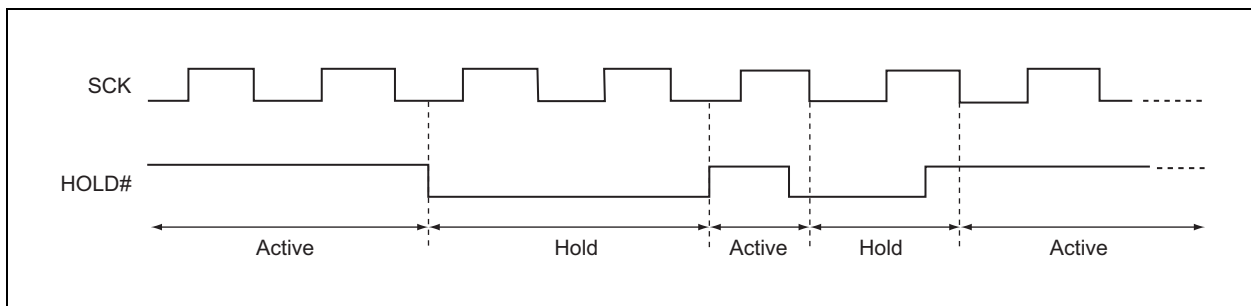 SCK
HOLD#
Active
Hold
Active
Hold
Active